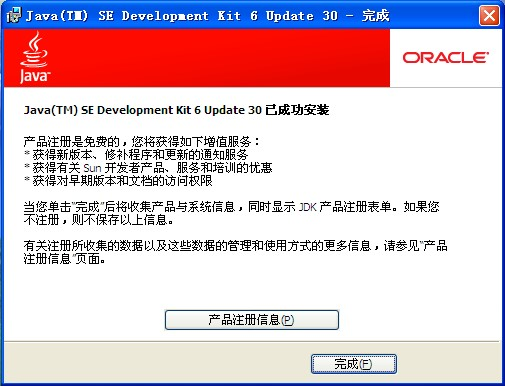 Java(TM) SE Development Kit 6 Update 30 - 完成
Java™
ORACLE®
Java(TM) SE Development Kit 6 Update 30 已成功安装
产品注册是免费的，您将获得如下增值服务：
* 获得新版本、修补程序和更新的通知服务
* 获得有关 Sun 开发者产品、服务和培训的优惠
* 获得对早期版本和文档的访问权限
当您单击“完成”后将收集产品与系统信息，同时显示 JDK 产品注册表单。如果您
不注册，则不保存以上信息。
有关注册所收集的数据以及这些数据的管理和使用方式的更多信息，请参见“产品
注册信息”页面。
产品注册信息(P)
完成(F)